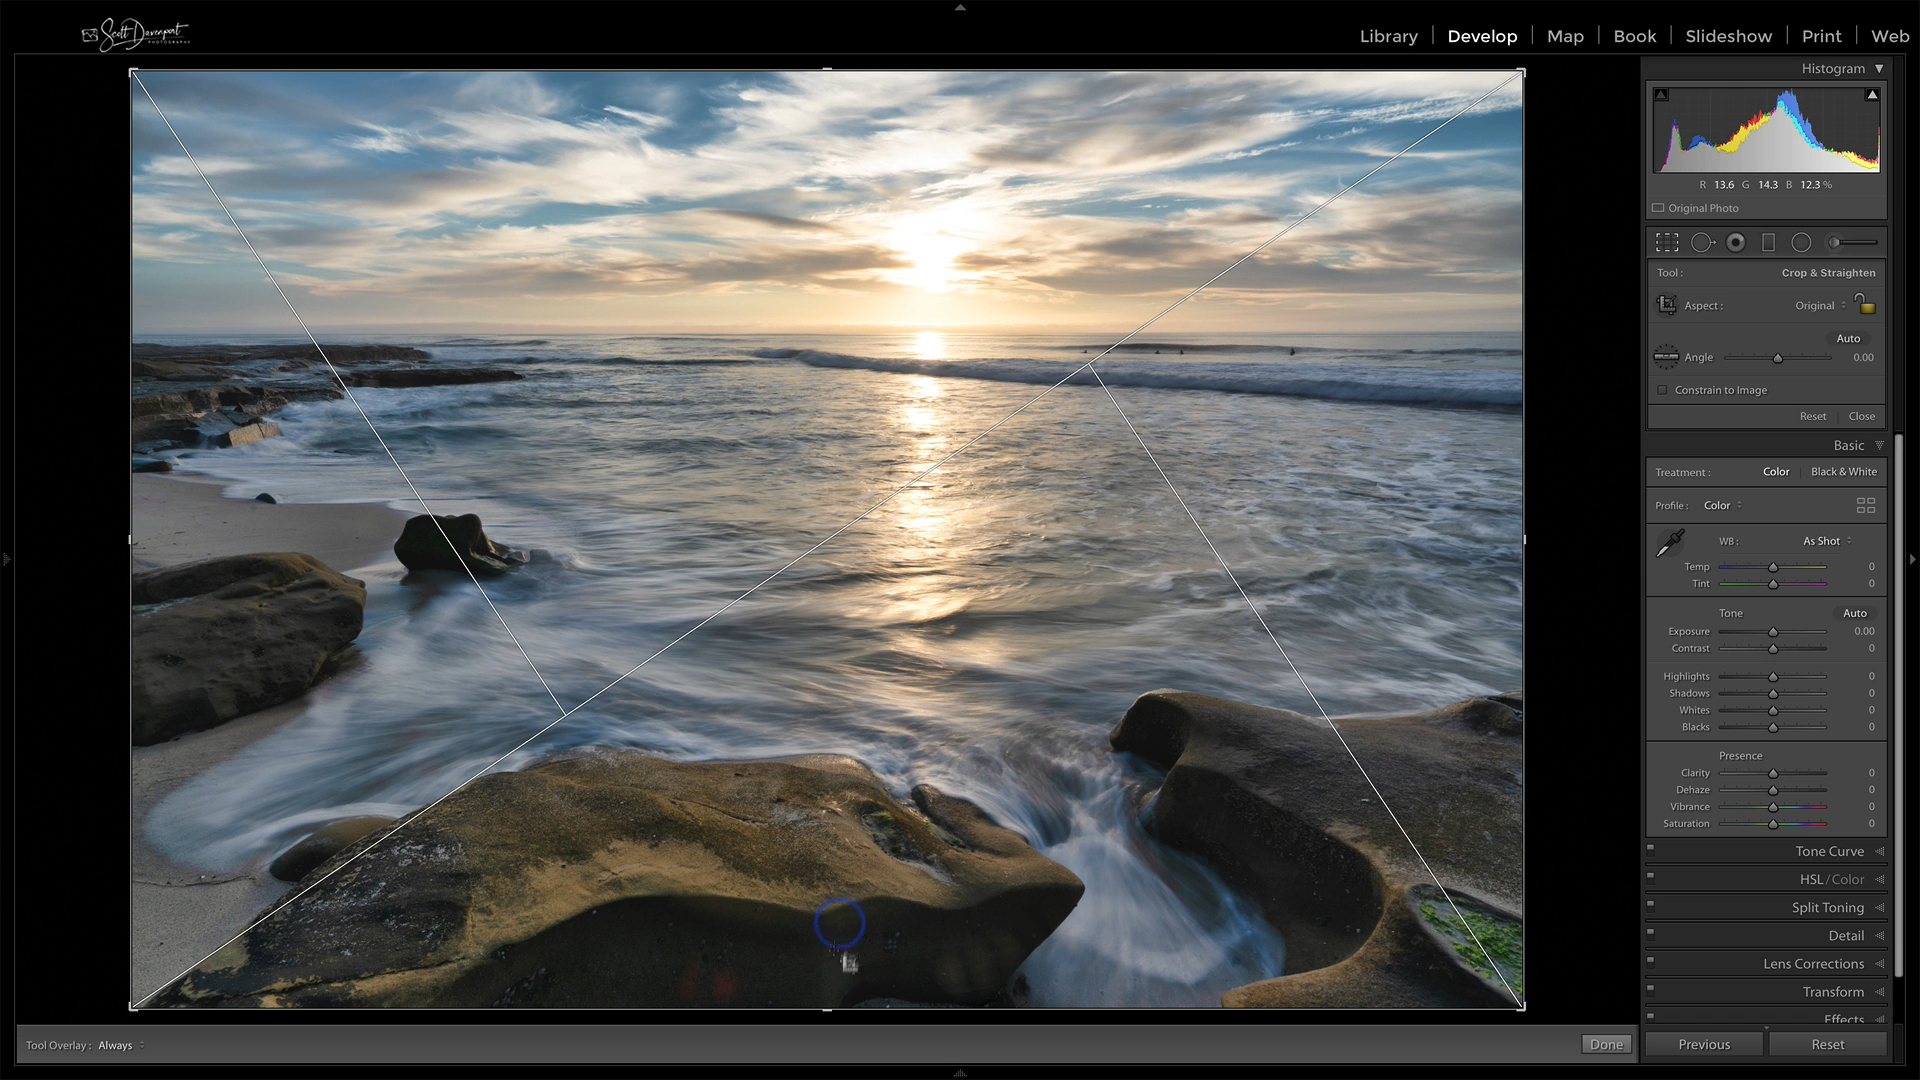 Scott Davenport
PHOTOGRAPHY
Library Develop Map Book Slideshow Print Web
Histogram
R 13.6 G 14.3 B 12.3 %
Original Photo
Tool : Crop & Straighten
Aspect : Original
Auto
Angle 0.00
Constrain to Image
Reset Close
Basic
Treatment : Color Black & White
Profile : Color
WB : As Shot
Temp 0
Tint 0
Tone Auto
Exposure 0.00
Contrast 0
Highlights 0
Shadows 0
Whites 0
Blacks 0
Presence
Clarity 0
Dehaze 0
Vibrance 0
Saturation 0
Tone Curve
HSL / Color
Split Toning
Detail
Lens Corrections
Transform
Effects
Tool Overlay : Always Done
Previous Reset